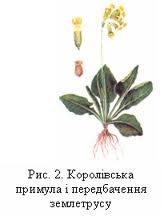 Рис. 2. Королівська
примула і передбачення
землетрусу